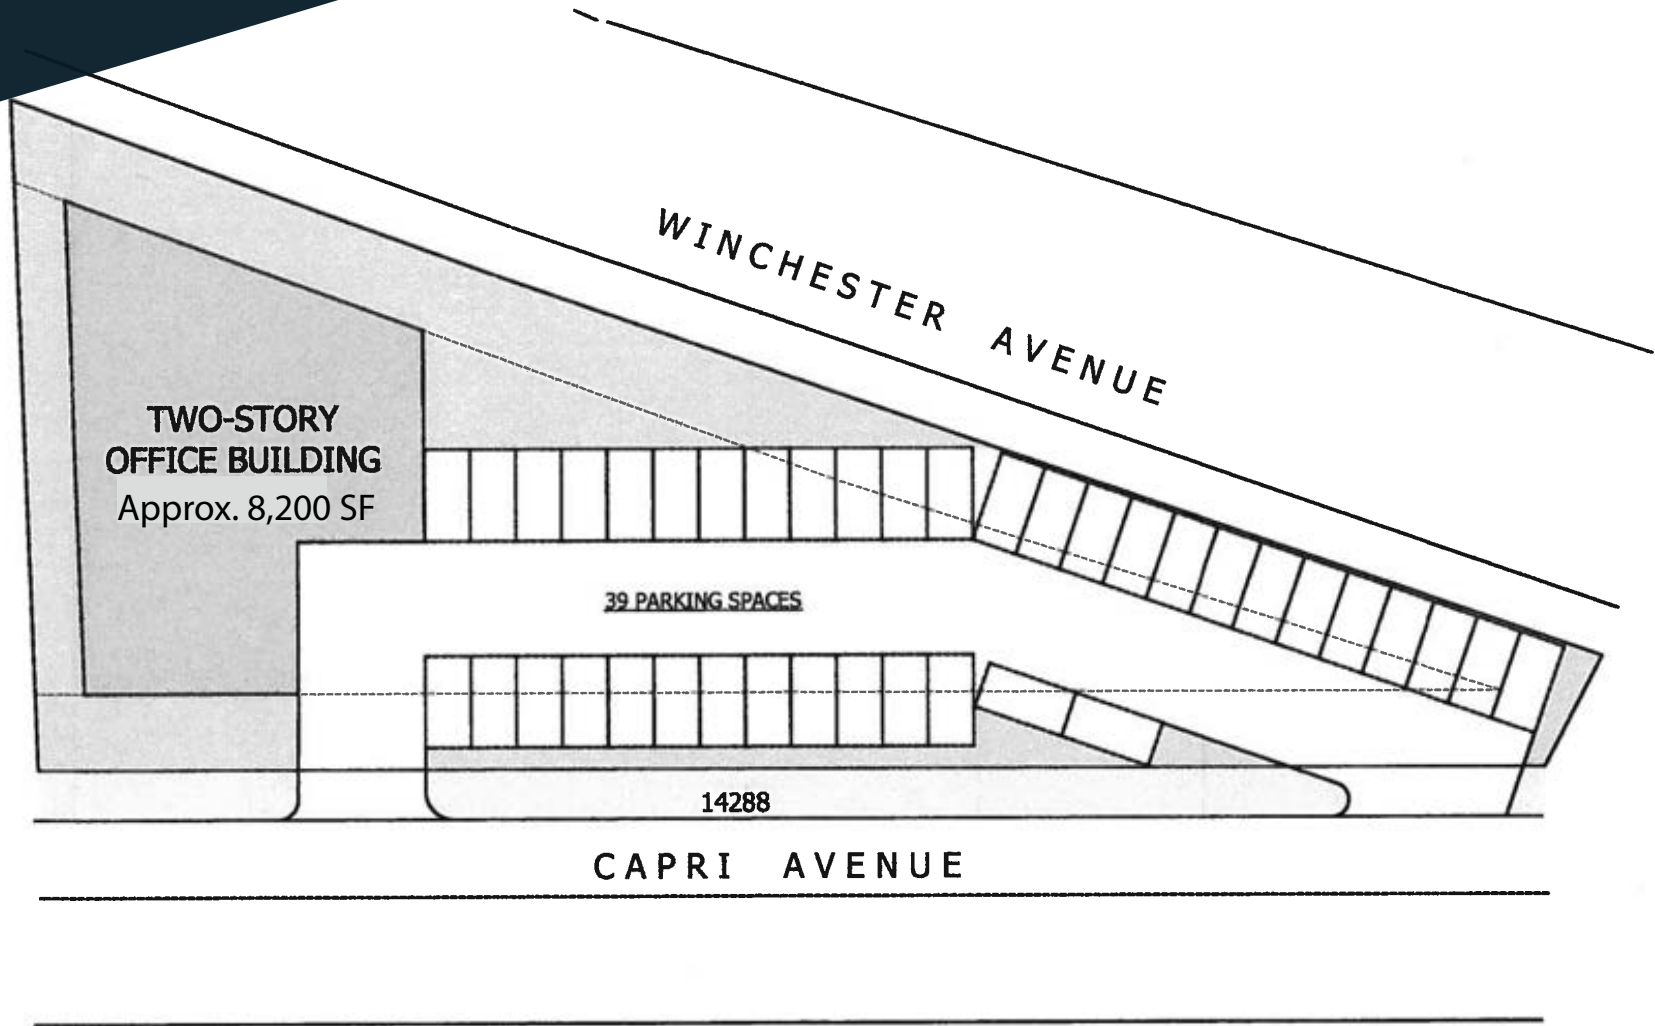 WINCHESTER AVENUE
TWO-STORY
OFFICE BUILDING
Approx. 8,200 SF
39 PARKING SPACES
14288
CAPRI AVENUE